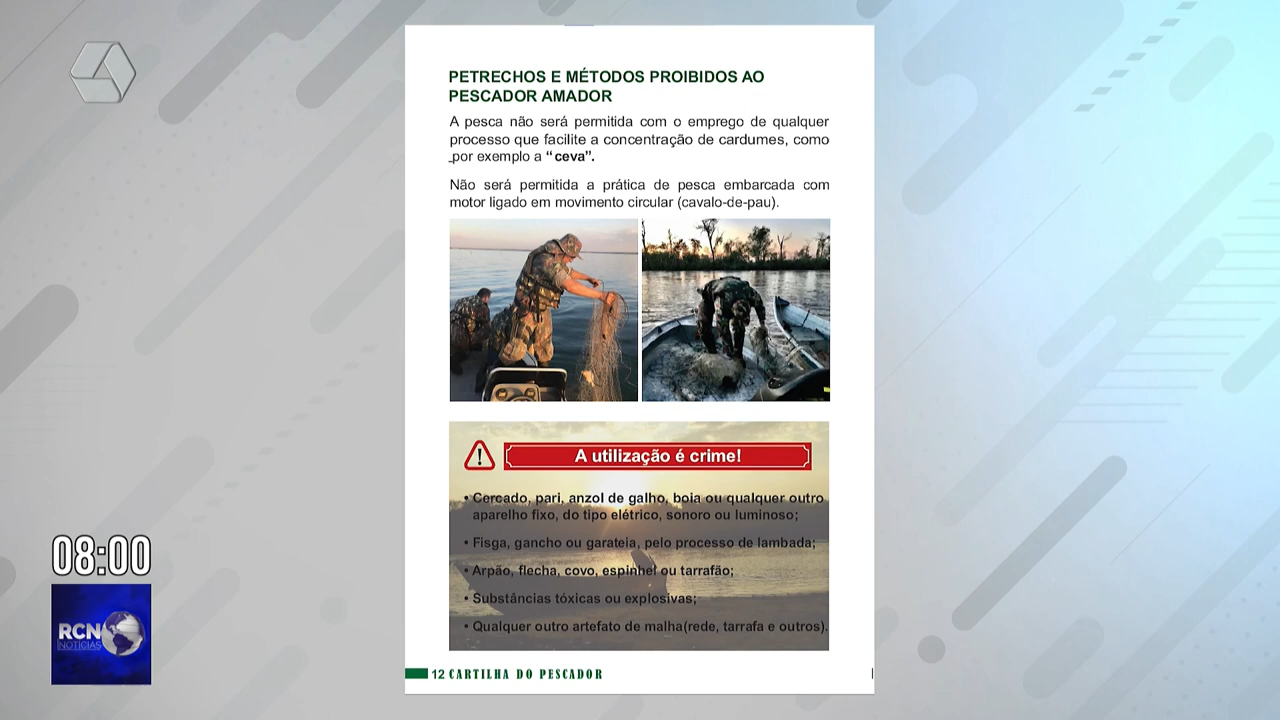 PETRECHOS E MÉTODOS PROIBIDOS AO
PESCADOR AMADOR
A pesca não será permitida com o emprego de qualquer
processo que facilite a concentração de cardumes, como
por exemplo a “ceva”.
Não será permitida a prática de pesca embarcada com
motor ligado em movimento circular (cavalo-de-pau).
A utilização é crime!
• Cercado, pari, anzol de galho, boia ou qualquer outro
aparelho fixo, do tipo elétrico, sonoro ou luminoso;
• Fisga, gancho ou garateia, pelo processo de lambada;
• Arpão, flecha, covo, espinhel ou tarrafão;
• Substâncias tóxicas ou explosivas;
• Qualquer outro artefato de malha(rede, tarrafa e outros).
12 CARTILHA DO PESCADOR
08:00
RCN
NOTÍCIAS